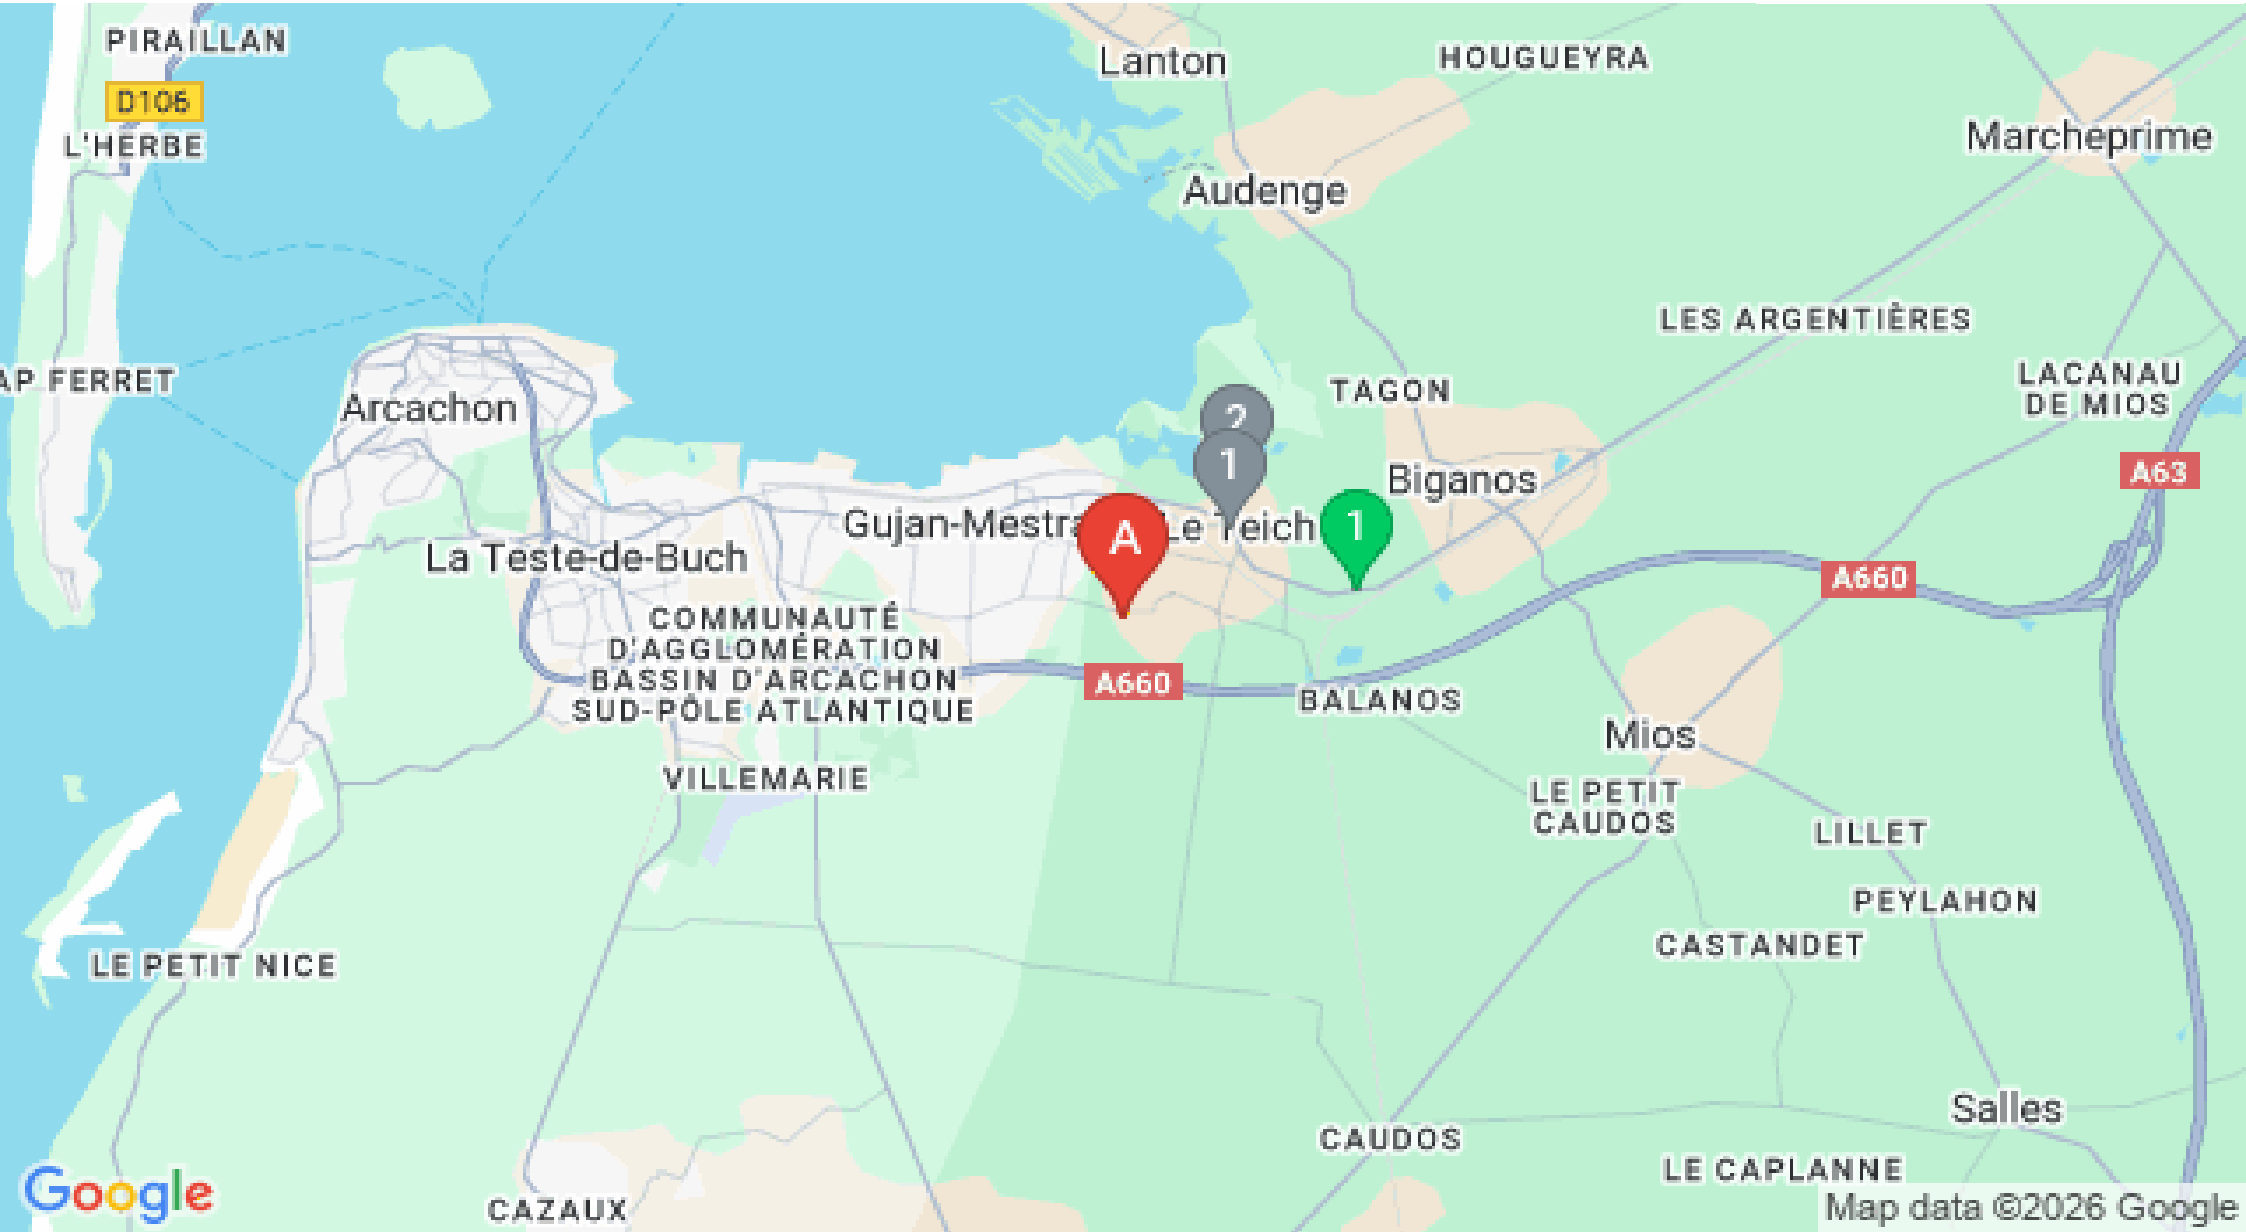 PIRAILLAN
D106
L'HERBE
Lanton
HOUGUEYRA
Marcheprime
Audenge
LES ARGENTIÈRES
AP FERRET
Arcachon
TAGON
LACANAU
DE MIOS
2
1
Biganos
A63
Gujan-Mestra
A
Le Teich
1
La Teste-de-Buch
A660
COMMUNAUTÉ
D'AGGLOMÉRATION
BASSIN D'ARCACHON
SUD-PÔLE ATLANTIQUE
A660
BALANOS
Mios
VILLEMARIE
LE PETIT
CAUDOS
LILLET
PEYLAHON
CASTANDET
LE PETIT NICE
Salles
CAUDOS
LE CAPLANNE
Google
CAZAUX
Map data ©2026 Google